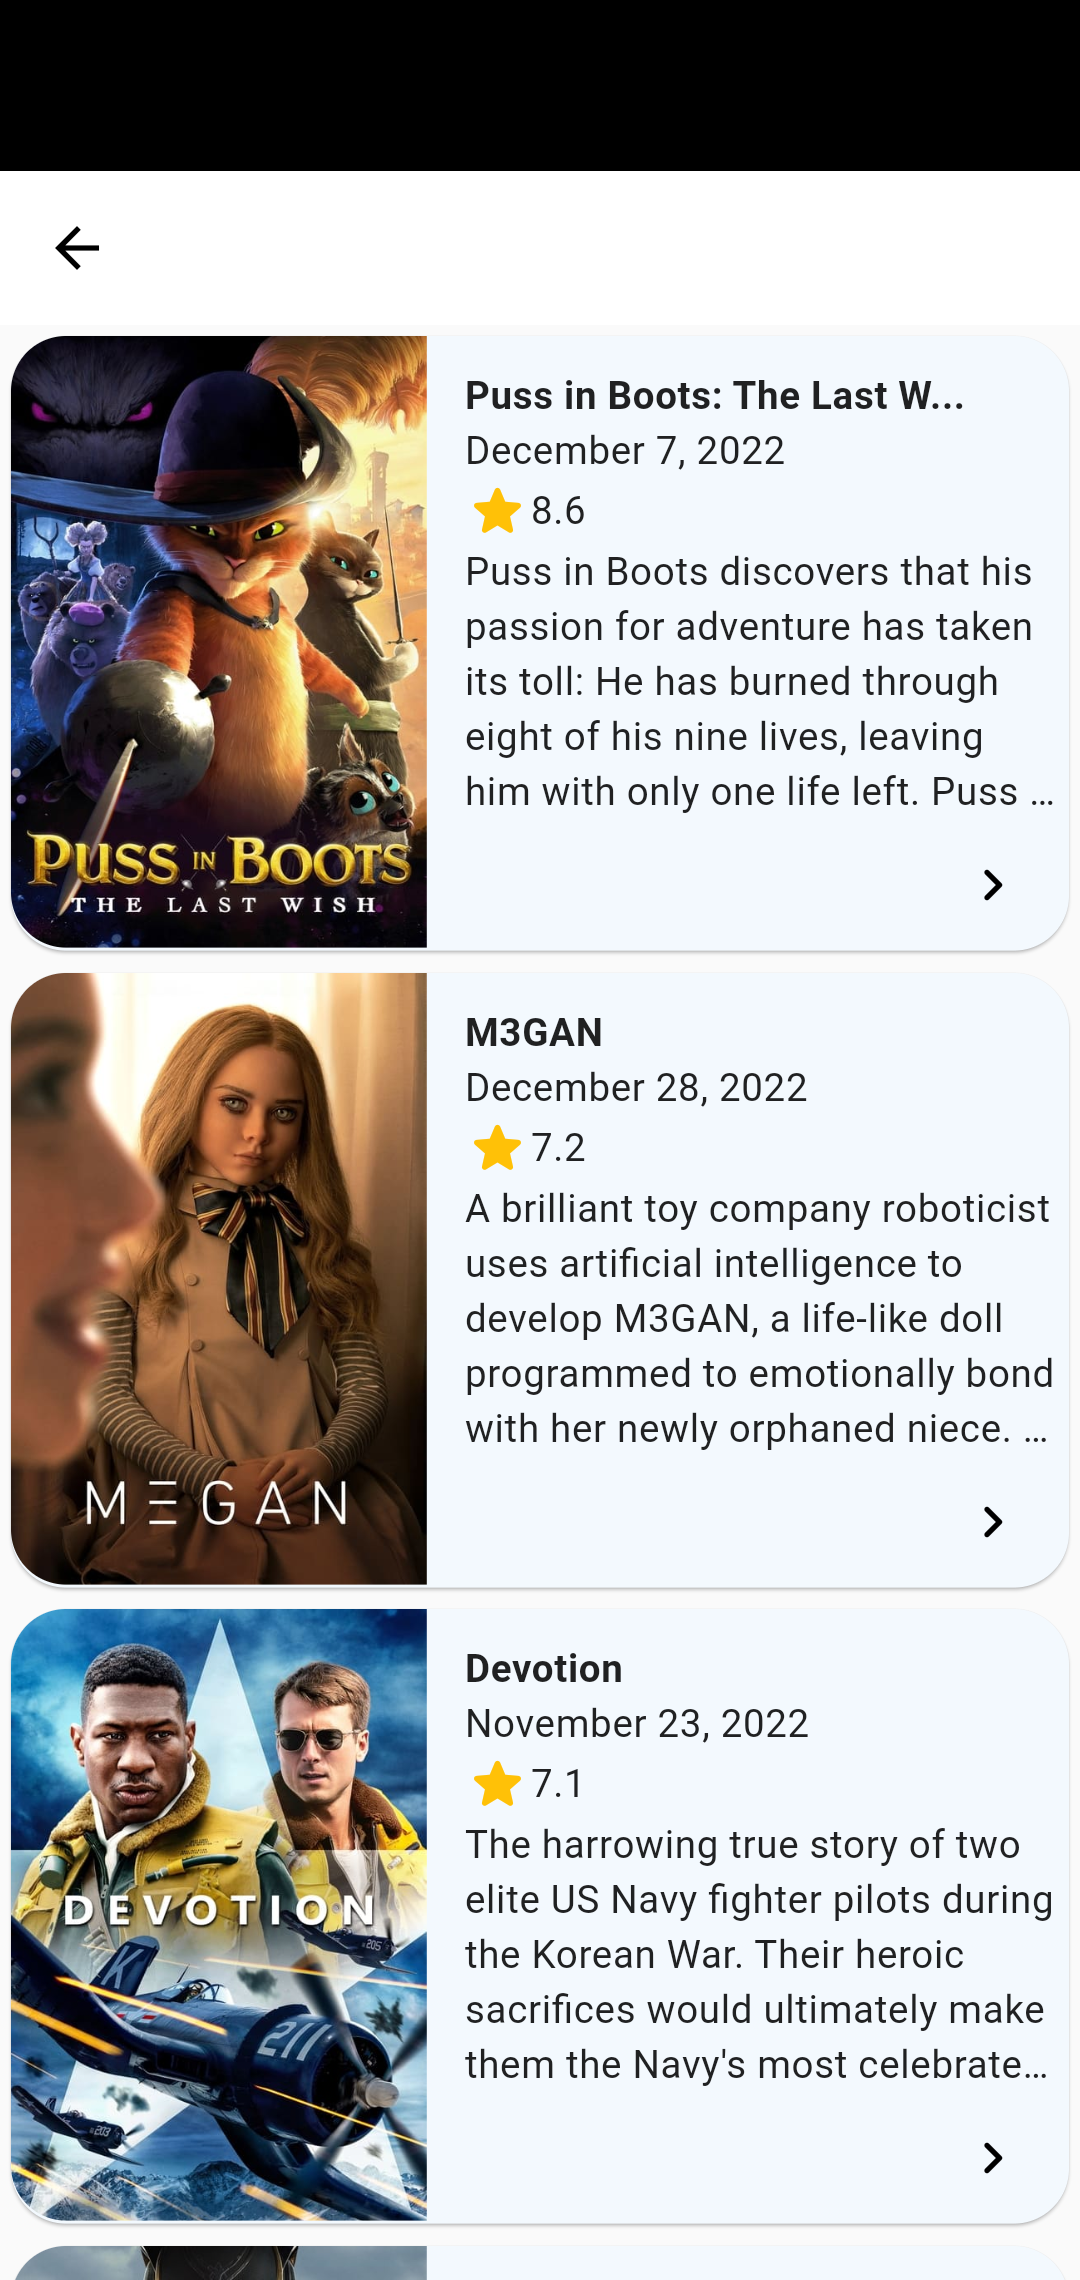 Puss in Boots: The Last W...
December 7, 2022
8.6
Puss in Boots discovers that his
passion for adventure has taken
its toll: He has burned through
eight of his nine lives, leaving
him with only one life left. Puss …
PUSS IN BOOTS
THE LAST WISH
M3GAN
December 28, 2022
7.2
A brilliant toy company roboticist
uses artificial intelligence to
develop M3GAN, a life-like doll
programmed to emotionally bond
with her newly orphaned niece. …
MΞGAN
Devotion
November 23, 2022
7.1
The harrowing true story of two
elite US Navy fighter pilots during
the Korean War. Their heroic
sacrifices would ultimately make
them the Navy's most celebrate…
DEVOTION
205
K
211
203